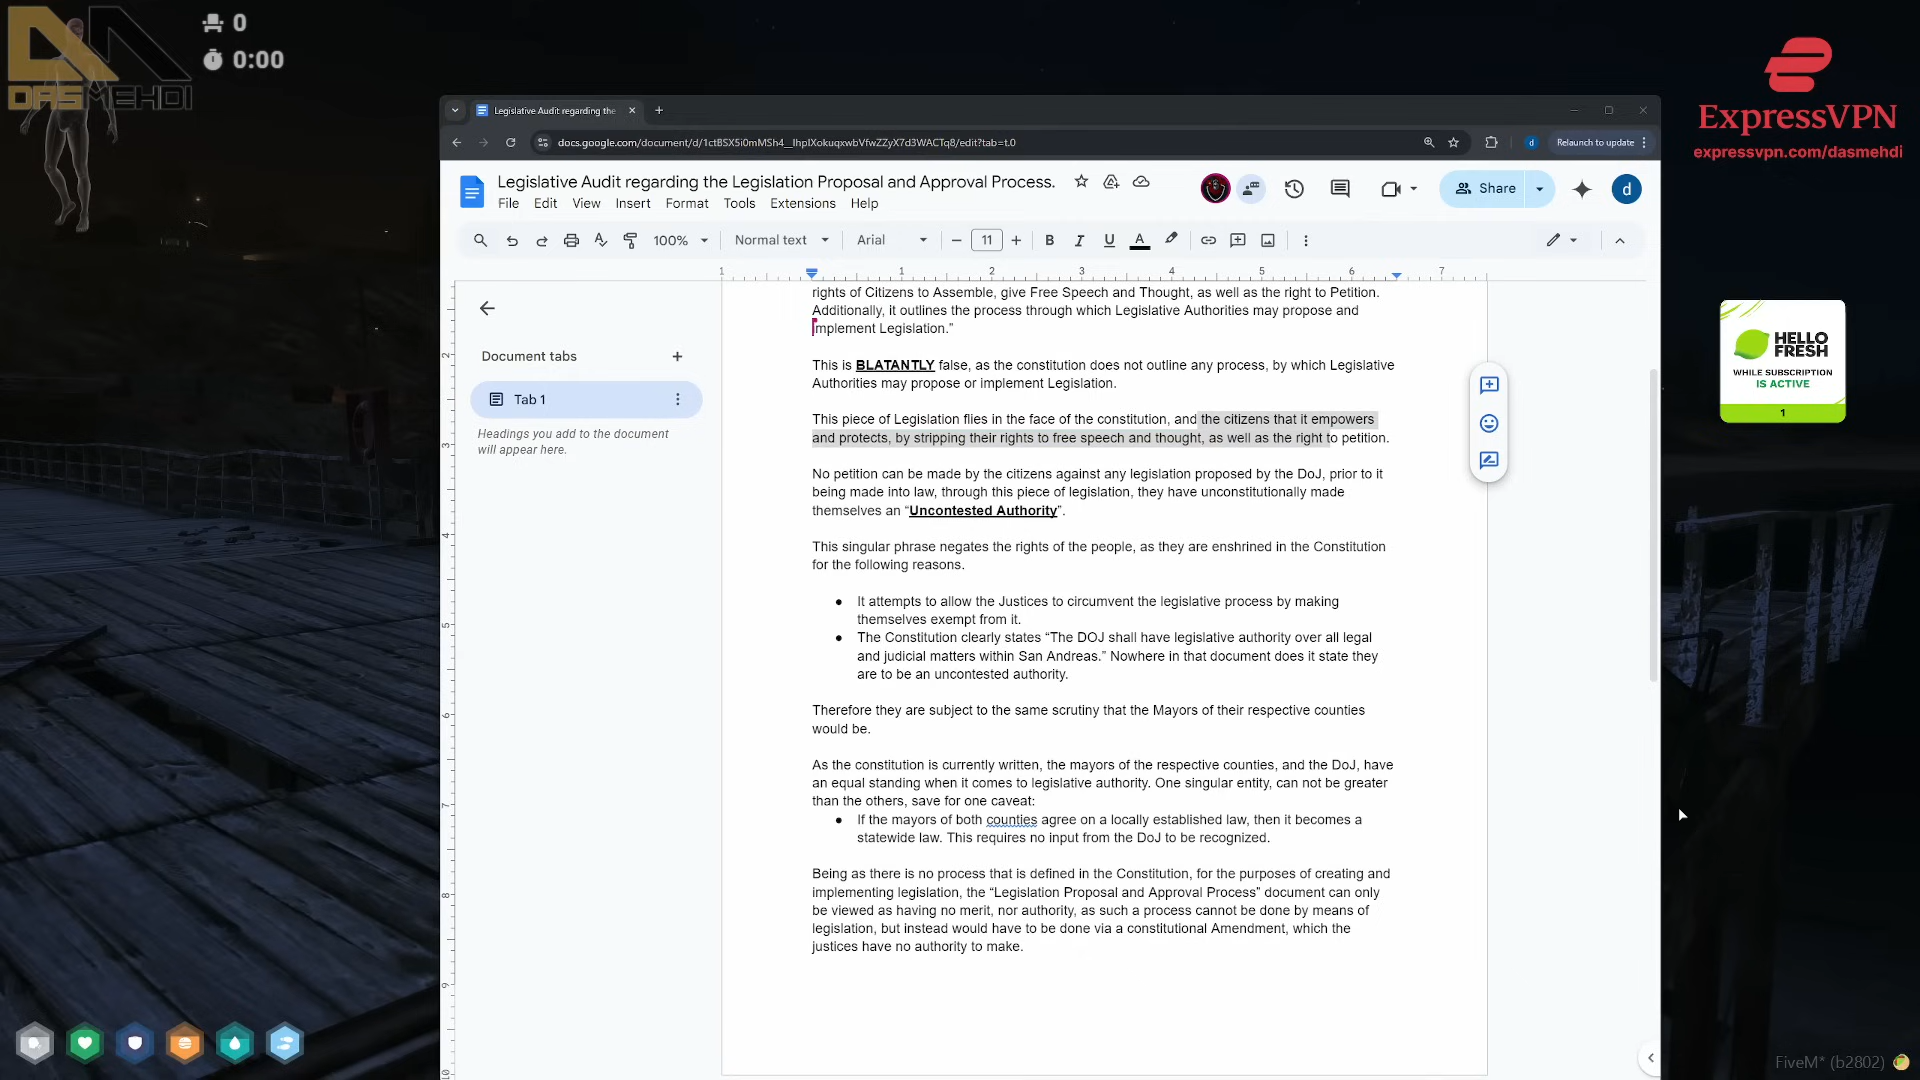 DASMEHDI
0
0:00
ExpressVPN
expressvpn.com/dasmehdi
Legislative Audit regarding the
docs.google.com/document/d/1ctBSX5i0mMSh4__IhpIXokuqxwbVfwZZyX7d3WACTq8/edit?tab=t.0
d
Relaunch to update
Legislative Audit regarding the Legislation Proposal and Approval Process.
Share
d
File Edit View Insert Format Tools Extensions Help
100% Normal text Arial 11 B I U A
1 1 2 3 4 5 6 7
Document tabs
Tab 1
Headings you add to the document
will appear here.
2
3
4
5
6
7
8
9
10
rights of Citizens to Assemble, give Free Speech and Thought, as well as the right to Petition.
Additionally, it outlines the process through which Legislative Authorities may propose and
implement Legislation.”
This is BLATANTLY false, as the constitution does not outline any process, by which Legislative
Authorities may propose or implement Legislation.
This piece of Legislation flies in the face of the constitution, and the citizens that it empowers
and protects, by stripping their rights to free speech and thought, as well as the right to petition.
No petition can be made by the citizens against any legislation proposed by the DoJ, prior to it
being made into law, through this piece of legislation, they have unconstitutionally made
themselves an “Uncontested Authority”.
This singular phrase negates the rights of the people, as they are enshrined in the Constitution
for the following reasons.
● It attempts to allow the Justices to circumvent the legislative process by making
themselves exempt from it.
● The Constitution clearly states “The DOJ shall have legislative authority over all legal
and judicial matters within San Andreas.” Nowhere in that document does it state they
are to be an uncontested authority.
Therefore they are subject to the same scrutiny that the Mayors of their respective counties
would be.
As the constitution is currently written, the mayors of the respective counties, and the DoJ, have
an equal standing when it comes to legislative authority. One singular entity, can not be greater
than the others, save for one caveat:
● If the mayors of both counties agree on a locally established law, then it becomes a
statewide law. This requires no input from the DoJ to be recognized.
Being as there is no process that is defined in the Constitution, for the purposes of creating and
implementing legislation, the “Legislation Proposal and Approval Process” document can only
be viewed as having no merit, nor authority, as such a process cannot be done by means of
legislation, but instead would have to be done via a constitutional Amendment, which the
justices have no authority to make.
HELLO
FRESH
WHILE SUBSCRIPTION
IS ACTIVE
1
FiveM* (b2802)